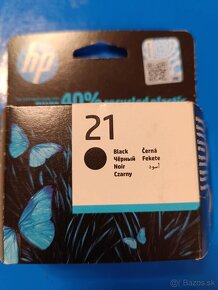 hp
40% recycled plastic
21
Black Černá
Чёрный Fekete
Noir أسود
Czarny
Bazos.sk